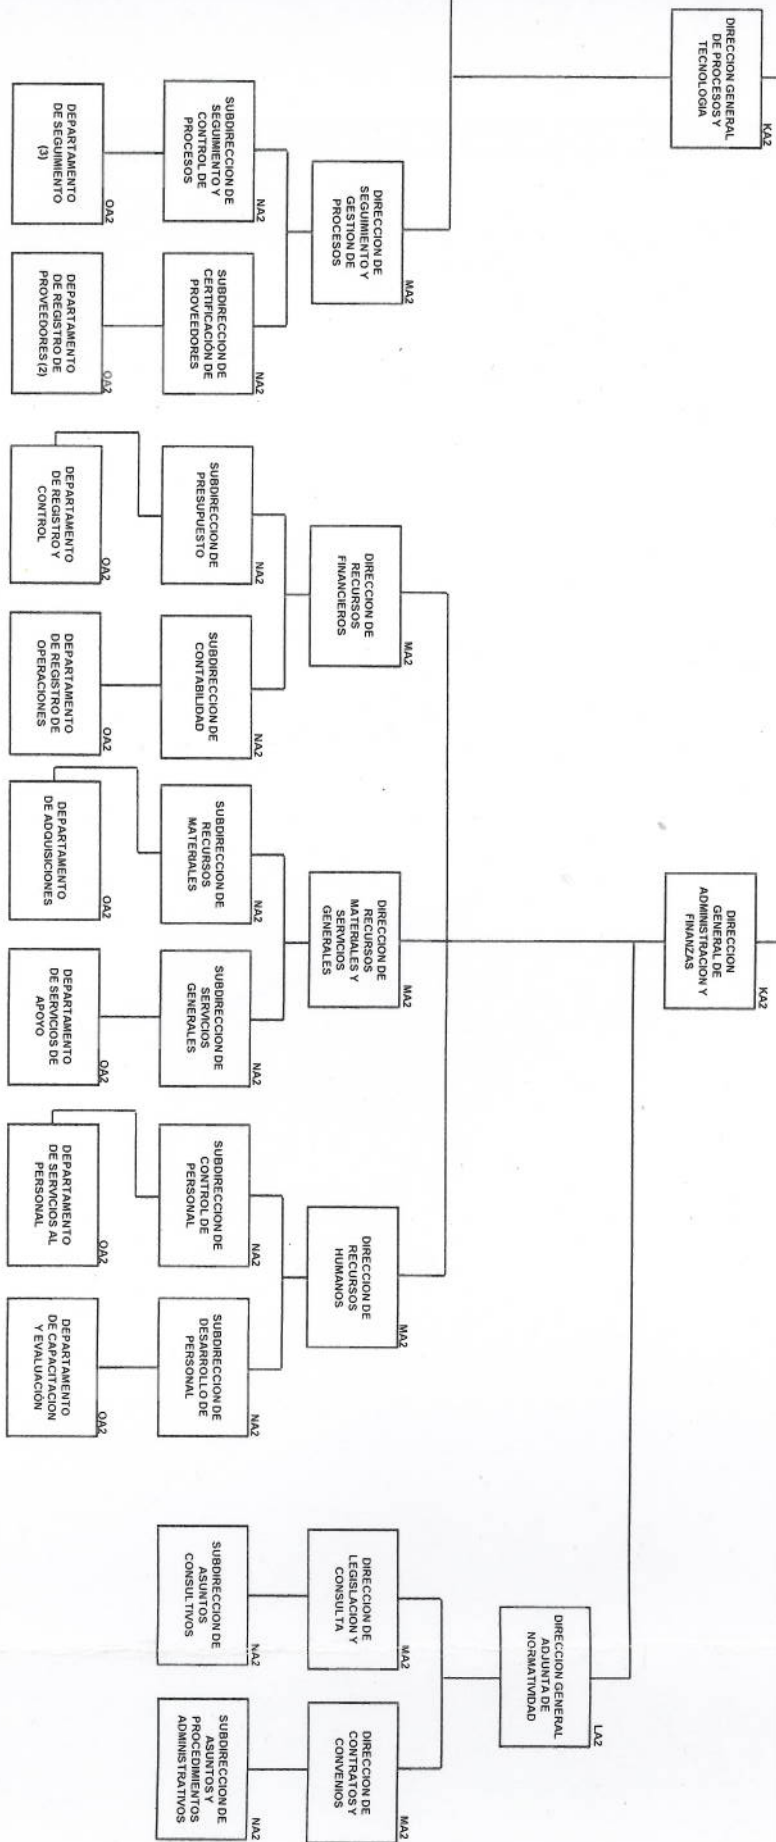 KA2
DIRECCION GENERAL
DE PROCESOS Y
TECNOLOGIA
KA2
DIRECCION
GENERAL DE
ADMINISTRACION Y
FINANZAS
LA2
DIRECCION GENERAL
ADJUNTA DE
NORMATIVIDAD
MA2
DIRECCION DE
SEGUIMIENTO Y
GESTION DE
PROCESOS
MA2
DIRECCION DE
RECURSOS
FINANCIEROS
MA2
DIRECCION DE
RECURSOS
MATERIALES Y
SERVICIOS
GENERALES
MA2
DIRECCION DE
RECURSOS
HUMANOS
MA2
DIRECCION DE
LEGISLACION Y
CONSULTA
MA2
DIRECCION DE
CONTRATOS Y
CONVENIOS
NA2
SUBDIRECCION DE
SEGUIMIENTO Y
CONTROL DE
PROCESOS
NA2
SUBDIRECCION DE
CERTIFICACIÓN DE
PROVEEDORES
NA2
SUBDIRECCION DE
PRESUPUESTO
NA2
SUBDIRECCION DE
CONTABILIDAD
NA2
SUBDIRECCION DE
RECURSOS
MATERIALES
NA2
SUBDIRECCION DE
SERVICIOS
GENERALES
NA2
SUBDIRECCION DE
CONTROL DE
PERSONAL
NA2
SUBDIRECCION DE
DESARROLLO DE
PERSONAL
NA2
SUBDIRECCION DE
ASUNTOS
CONSULTIVOS
NA2
SUBDIRECCION DE
ASUNTOS Y
PROCEDIMIENTOS
ADMINISTRATIVOS
OA2
DEPARTAMENTO
DE SEGUIMIENTO
(3)
OA2
DEPARTAMENTO
DE REGISTRO DE
PROVEEDORES (2)
OA2
DEPARTAMENTO
DE REGISTRO Y
CONTROL
OA2
DEPARTAMENTO
DE REGISTRO DE
OPERACIONES
OA2
DEPARTAMENTO
DE ADQUISICIONES
OA2
DEPARTAMENTO
DE SERVICIOS DE
APOYO
OA2
DEPARTAMENTO
DE SERVICIOS AL
PERSONAL
OA2
DEPARTAMENTO
DE CAPACITACION
Y EVALUACIÓN